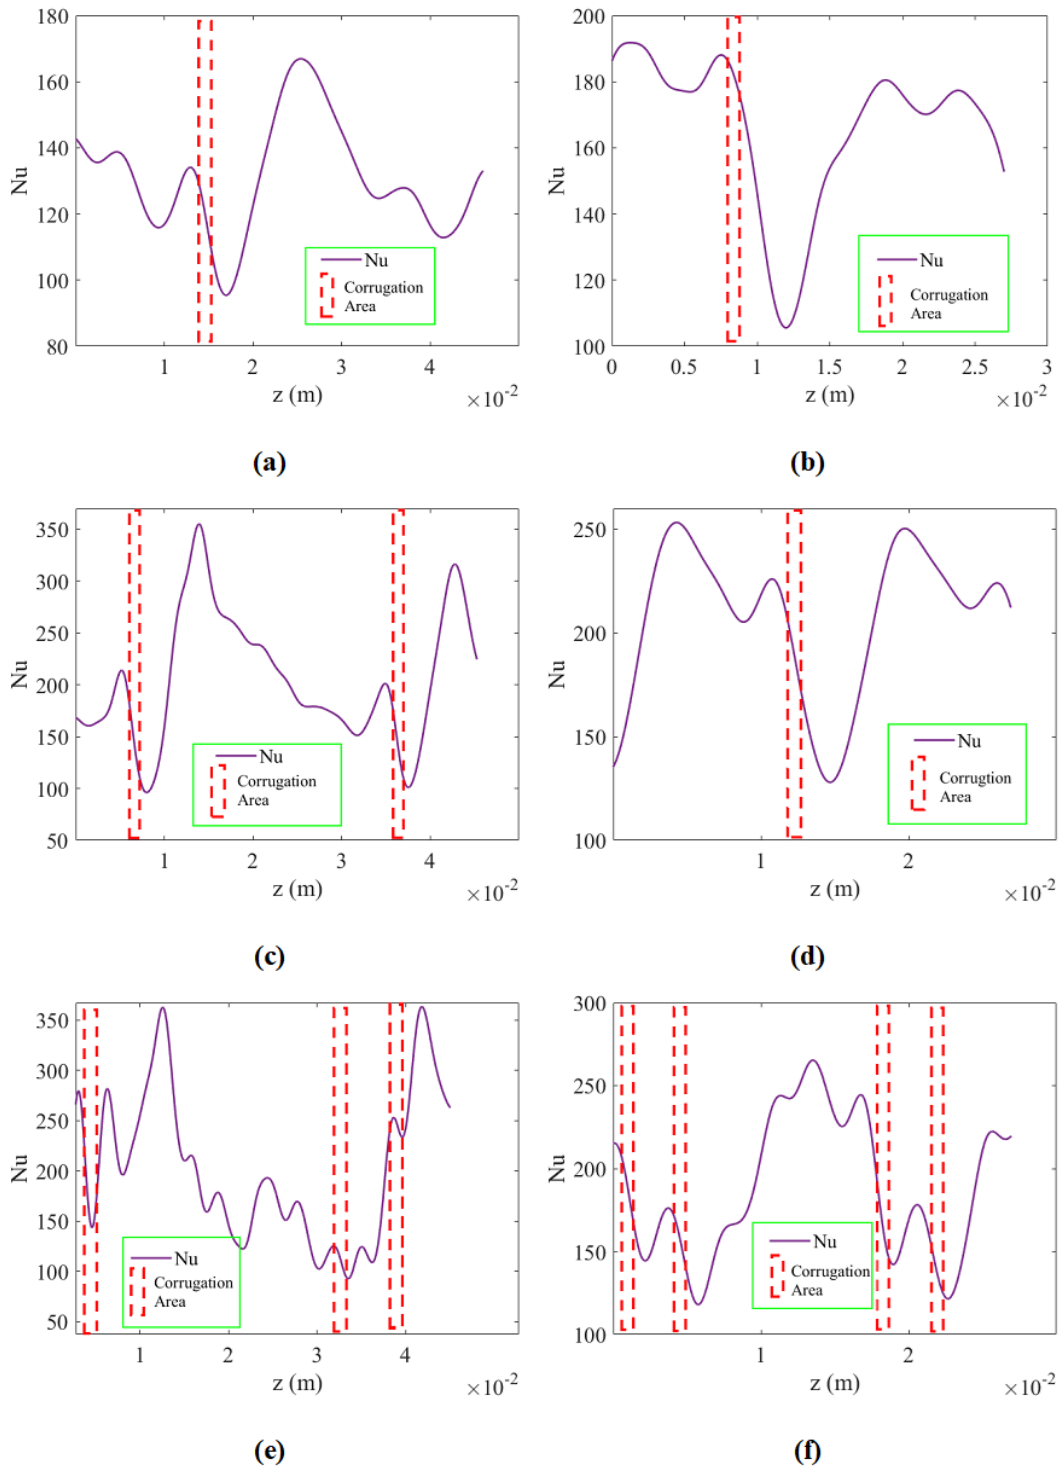 180
160
140
120
100
80
Nu
1
2
3
4
z (m)
×10-2
Nu
Corrugation
Area
(a)
200
180
160
140
120
100
Nu
0
0.5
1
1.5
2
2.5
3
z (m)
×10-2
Nu
Corrugation
Area
(b)
350
300
250
200
150
100
50
Nu
1
2
3
4
z (m)
×10-2
Nu
Corrugation
Area
(c)
250
200
150
100
Nu
1
2
z (m)
×10-2
Nu
Corrugtion
Area
(d)
350
300
250
200
150
100
50
Nu
1
2
3
4
z (m)
×10-2
Nu
Corrugation
Area
(e)
300
250
200
150
100
Nu
1
2
z (m)
×10-2
Nu
Corrugation
Area
(f)